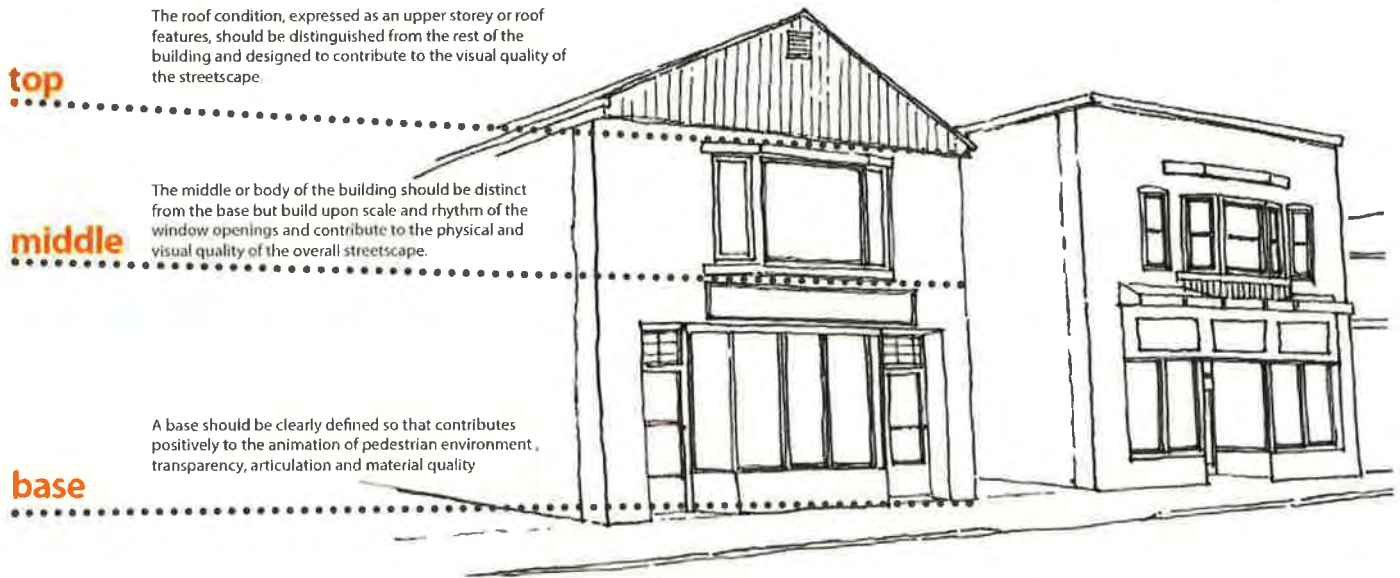 The roof condition, expressed as an upper storey or roof
features, should be distinguished from the rest of the
building and designed to contribute to the visual quality of
the streetscape
top
The middle or body of the building should be distinct
from the base but build upon scale and rhythm of the
window openings and contribute to the physical and
visual quality of the overall streetscape.
middle
A base should be clearly defined so that contributes
positively to the animation of pedestrian environment,
transparency, articulation and material quality
base